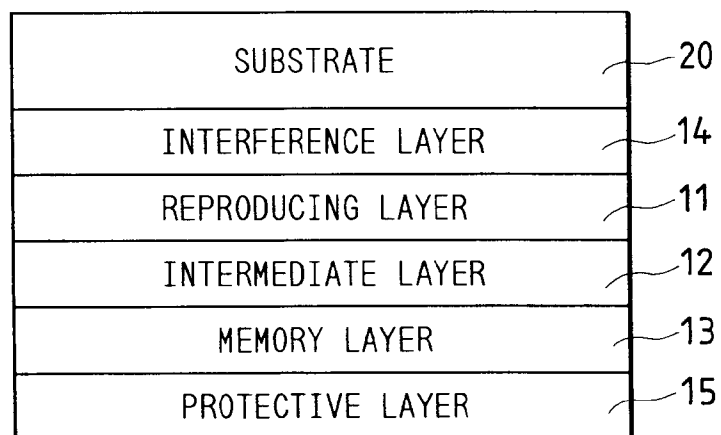 SUBSTRATE 20
INTERFERENCE LAYER 14
REPRODUCING LAYER 11
INTERMEDIATE LAYER 12
MEMORY LAYER 13
PROTECTIVE LAYER 15